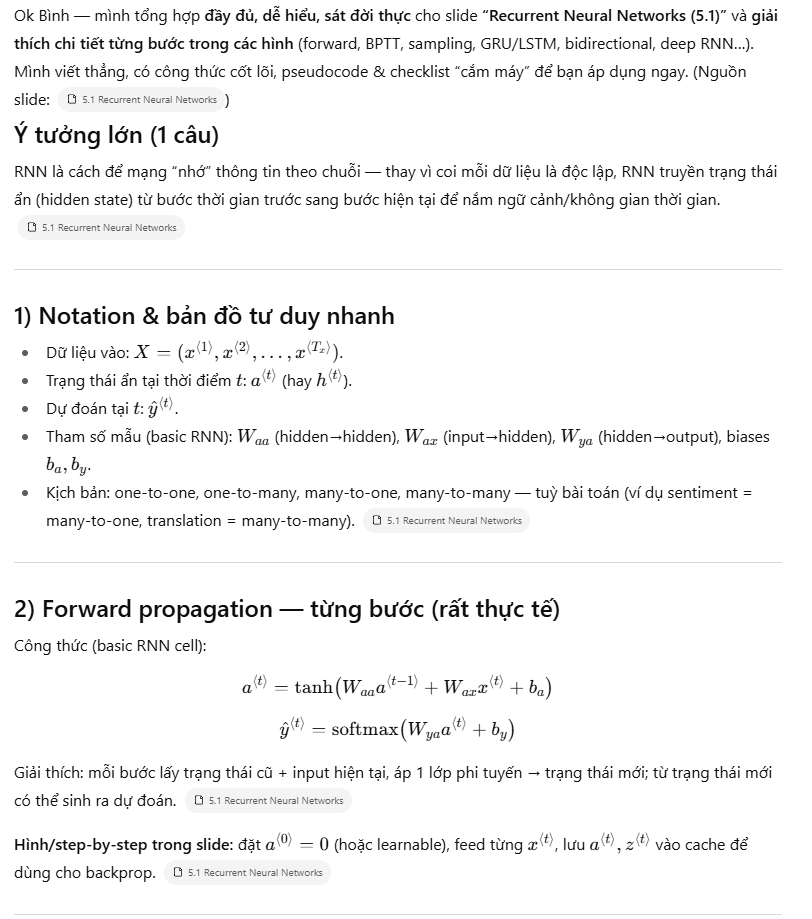 Ok Bình — mình tổng hợp đầy đủ, dễ hiểu, sát đời thực cho slide “Recurrent Neural Networks (5.1)” và giải
thích chi tiết từng bước trong các hình (forward, BPTT, sampling, GRU/LSTM, bidirectional, deep RNN...).
Mình viết thẳng, có công thức cốt lõi, pseudocode & checklist “cắm máy” để bạn áp dụng ngay. (Nguồn
slide: 5.1 Recurrent Neural Networks )
Ý tưởng lớn (1 câu)
RNN là cách để mạng “nhớ” thông tin theo chuỗi — thay vì coi mỗi dữ liệu là độc lập, RNN truyền trạng thái
ẩn (hidden state) từ bước thời gian trước sang bước hiện tại để nắm ngữ cảnh/không gian thời gian.
5.1 Recurrent Neural Networks
1) Notation & bản đồ tư duy nhanh
• Dữ liệu vào: X = (x^⟨1⟩, x^⟨2⟩, . . . , x^⟨T_x⟩).
• Trạng thái ẩn tại thời điểm t: a^⟨t⟩ (hay h^⟨t⟩).
• Dự đoán tại t: ŷ^⟨t⟩.
• Tham số mẫu (basic RNN): W_aa (hidden→hidden), W_ax (input→hidden), W_ya (hidden→output), biases
b_a, b_y.
• Kịch bản: one-to-one, one-to-many, many-to-one, many-to-many — tuỳ bài toán (ví dụ sentiment =
many-to-one, translation = many-to-many). 5.1 Recurrent Neural Networks
2) Forward propagation — từng bước (rất thực tế)
Công thức (basic RNN cell):
a^⟨t⟩ = tanh(W_aa a^⟨t−1⟩ + W_ax x^⟨t⟩ + b_a)
ŷ^⟨t⟩ = softmax(W_ya a^⟨t⟩ + b_y)
Giải thích: mỗi bước lấy trạng thái cũ + input hiện tại, áp 1 lớp phi tuyến → trạng thái mới; từ trạng thái mới
có thể sinh ra dự đoán. 5.1 Recurrent Neural Networks
Hình/step-by-step trong slide: đặt a^⟨0⟩ = 0 (hoặc learnable), feed từng x^⟨t⟩, lưu a^⟨t⟩, z^⟨t⟩ vào cache để
dùng cho backprop. 5.1 Recurrent Neural Networks